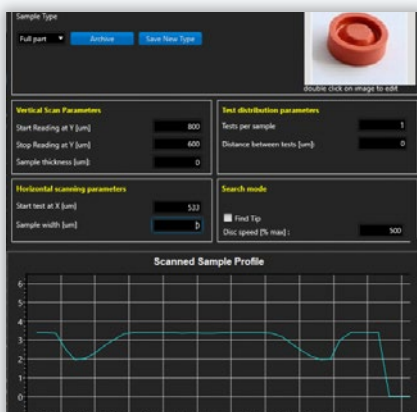 Sample Type
Full part Archive Save New Type
double click on image to edit
Vertical Scan Parameters
Start Reading at Y [um] 800
Stop Reading at Y [um] 600
Sample thickness (um): 0
Test distribution parameters
Tests per sample 1
Distance between tests [um]: 0
Horizontal scanning parameters
Start test at X [um] 533
Sample width [um]
Search mode
Find Tip
Disc speed [% max] : 500
Scanned Sample Profile
6
5
4
3
2
1
0